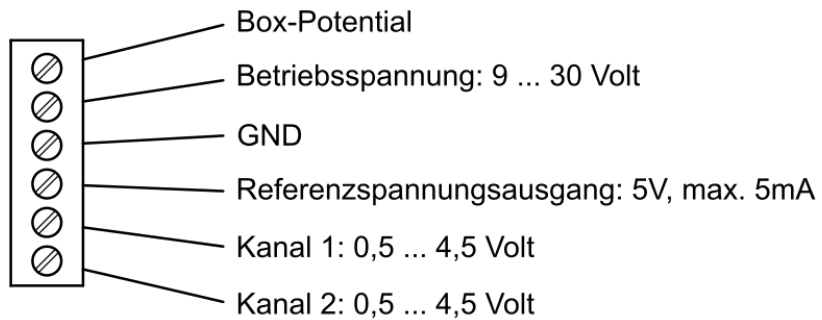 Box-Potential
Betriebsspannung: 9 ... 30 Volt
GND
Referenzspannungsausgang: 5V, max. 5mA
Kanal 1: 0,5 ... 4,5 Volt
Kanal 2: 0,5 ... 4,5 Volt